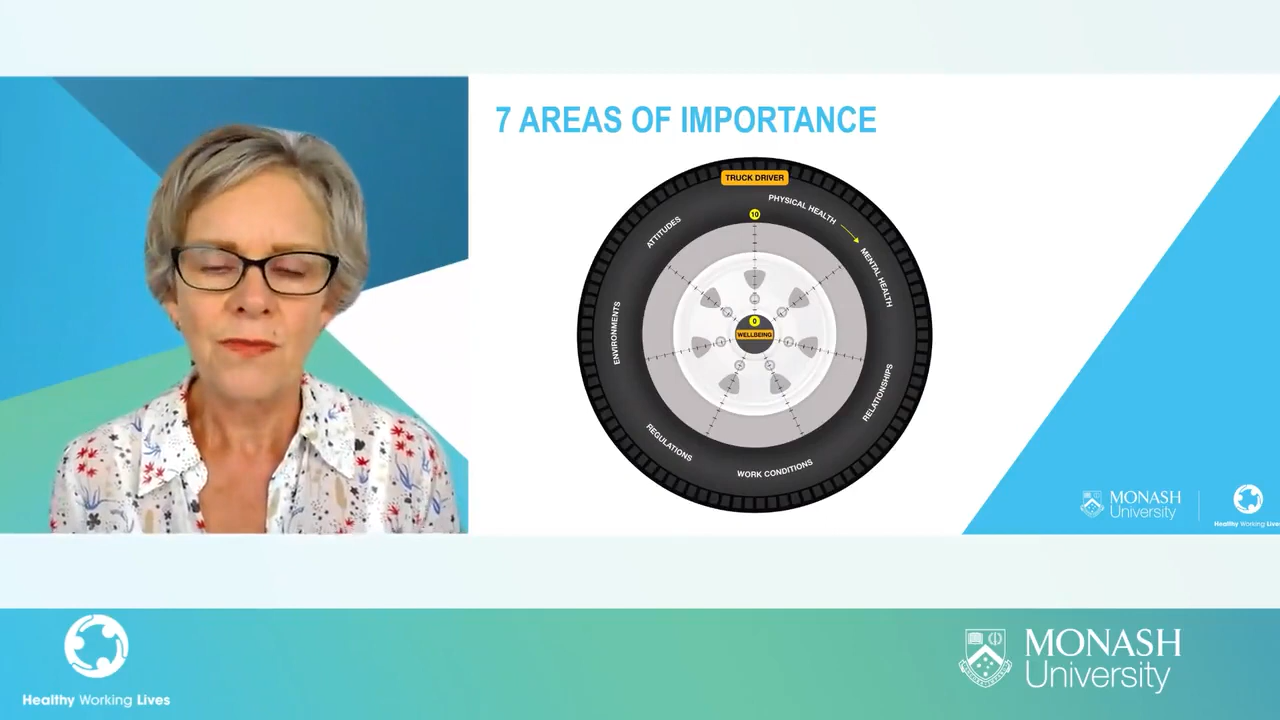 7 AREAS OF IMPORTANCE
TRUCK DRIVER
10
PHYSICAL HEALTH
MENTAL HEALTH
RELATIONSHIPS
WORK CONDITIONS
REGULATIONS
ENVIRONMENTS
ATTITUDES
0
WELLBEING
MONASH
University
Healthy Working Lives
Healthy Working Lives
MONASH
University